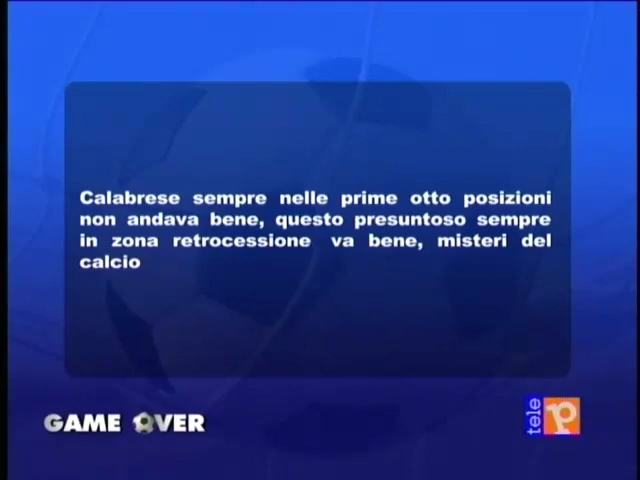 Calabrese sempre nelle prime otto posizioni
non andava bene, questo presuntoso sempre
in zona retrocessione va bene, misteri del
calcio
GAME OVER
tele p